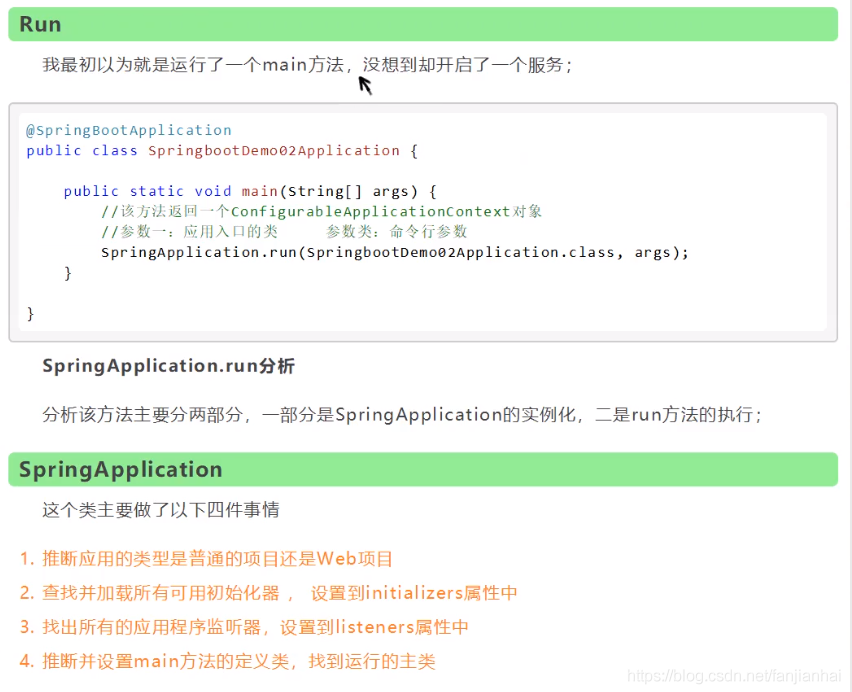 Run
我最初以为就是运行了一个main方法，没想到却开启了一个服务；
@SpringBootApplication
public class SpringbootDemo02Application {
public static void main(String[] args) {
//该方法返回一个ConfigurableApplicationContext对象
//参数一：应用入口的类 参数类：命令行参数
SpringApplication.run(SpringbootDemo02Application.class, args);
}
}
SpringApplication.run分析
分析该方法主要分两部分，一部分是SpringApplication的实例化，二是run方法的执行；
SpringApplication
这个类主要做了以下四件事情
1. 推断应用的类型是普通的项目还是Web项目
2. 查找并加载所有可用初始化器 ， 设置到initializers属性中
3. 找出所有的应用程序监听器，设置到listeners属性中
4. 推断并设置main方法的定义类，找到运行的主类
https://blog.csdn.net/fanjianhai